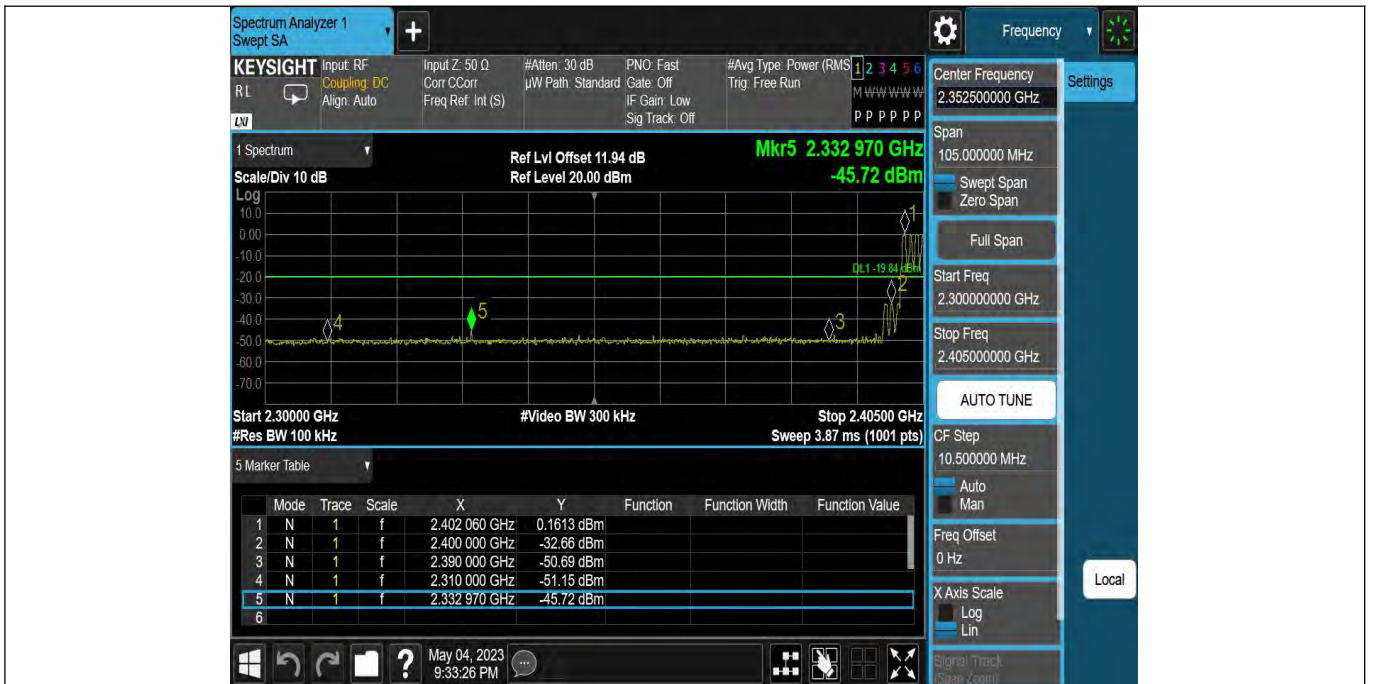 Spectrum Analyzer 1
Swept SA
+
Frequency
KEYSIGHT
R L
LXI
Input: RF
Coupling: DC
Align: Auto
Input Z: 50 Ω
Corr CCorr
Freq Ref: Int (S)
#Atten: 30 dB
µW Path: Standard
PNO: Fast
Gate: Off
IF Gain: Low
Sig Track: Off
#Avg Type: Power (RMS
Trig: Free Run
1 2 3 4 5 6
M W W W W W
P P P P P P
Center Frequency
2.352500000 GHz
Settings
Span
105.000000 MHz
Swept Span
Zero Span
Full Span
Start Freq
2.300000000 GHz
Stop Freq
2.405000000 GHz
AUTO TUNE
CF Step
10.500000 MHz
Auto
Man
Freq Offset
0 Hz
X Axis Scale
Log
Lin
Signal Track
(Span Zoom)
Local
1 Spectrum
Scale/Div 10 dB
Ref Lvl Offset 11.94 dB
Ref Level 20.00 dBm
Mkr5 2.332 970 GHz
-45.72 dBm
Log
10.0
0.00
-10.0
-20.0
-30.0
-40.0
-50.0
-60.0
-70.0
1
DL1 -19.84 dBm
2
3
4
5
Start 2.30000 GHz
#Video BW 300 kHz
Stop 2.40500 GHz
#Res BW 100 kHz
Sweep 3.87 ms (1001 pts)
5 Marker Table
Mode Trace Scale X Y Function Function Width Function Value
1 N 1 f 2.402 060 GHz 0.1613 dBm
2 N 1 f 2.400 000 GHz -32.66 dBm
3 N 1 f 2.390 000 GHz -50.69 dBm
4 N 1 f 2.310 000 GHz -51.15 dBm
5 N 1 f 2.332 970 GHz -45.72 dBm
6
?
May 04, 2023
9:33:26 PM